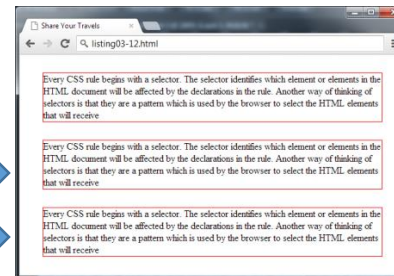 Share Your Travels
listing03-12.html
Every CSS rule begins with a selector. The selector identifies which element or elements in the
HTML document will be affected by the declarations in the rule. Another way of thinking of
selectors is that they are a pattern which is used by the browser to select the HTML elements
that will receive
Every CSS rule begins with a selector. The selector identifies which element or elements in the
HTML document will be affected by the declarations in the rule. Another way of thinking of
selectors is that they are a pattern which is used by the browser to select the HTML elements
that will receive
Every CSS rule begins with a selector. The selector identifies which element or elements in the
HTML document will be affected by the declarations in the rule. Another way of thinking of
selectors is that they are a pattern which is used by the browser to select the HTML elements
that will receive